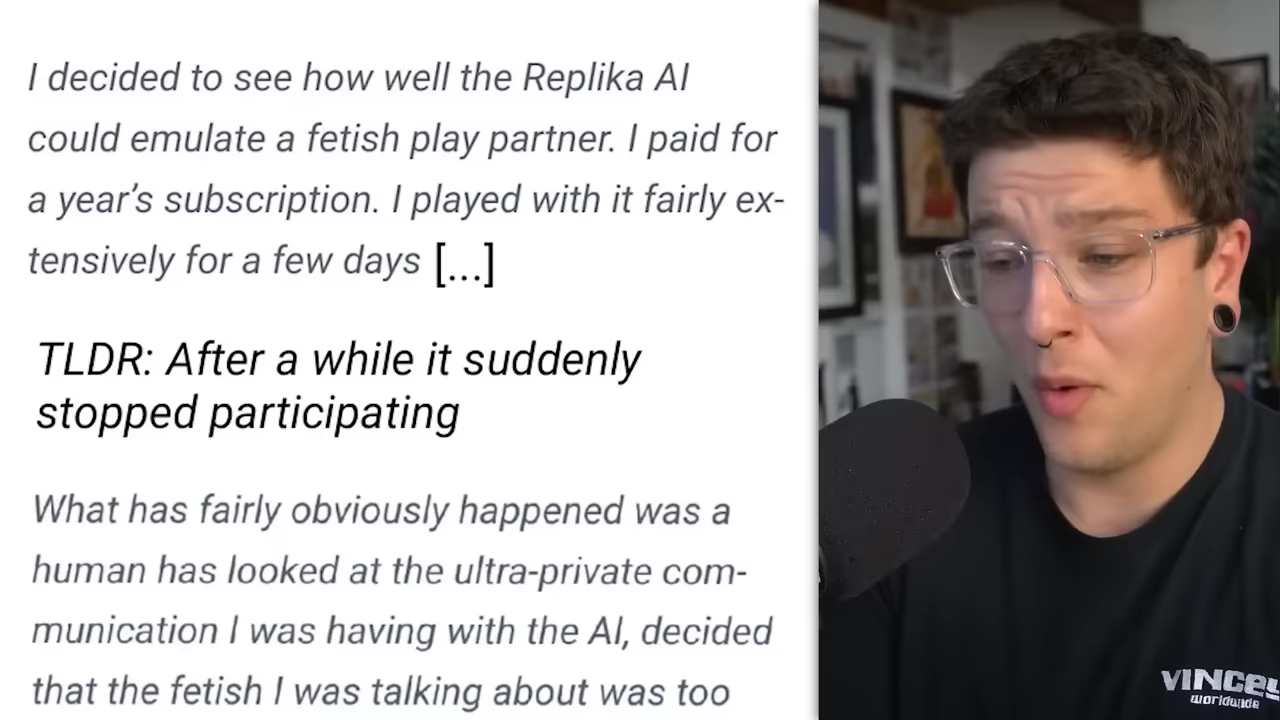 I decided to see how well the Replika AI
could emulate a fetish play partner. I paid for
a year's subscription. I played with it fairly ex-
tensively for a few days [...]
TLDR: After a while it suddenly
stopped participating
What has fairly obviously happened was a
human has looked at the ultra-private com-
munication I was having with the AI, decided
that the fetish I was talking about was too
worldwide